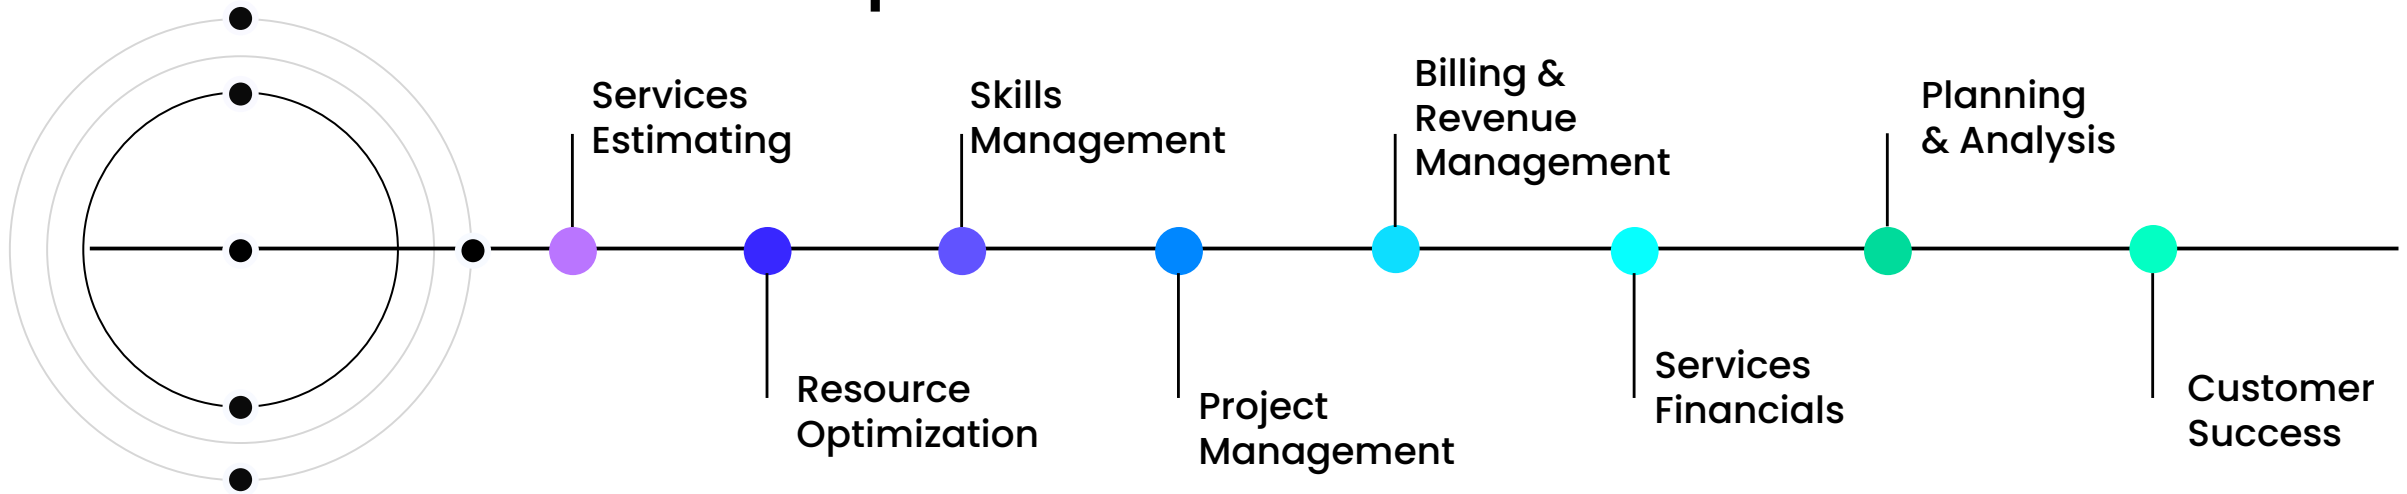 Services
Estimating
Resource
Optimization
Skills
Management
Project
Management
Billing &
Revenue
Management
Services
Financials
Planning
& Analysis
Customer
Success